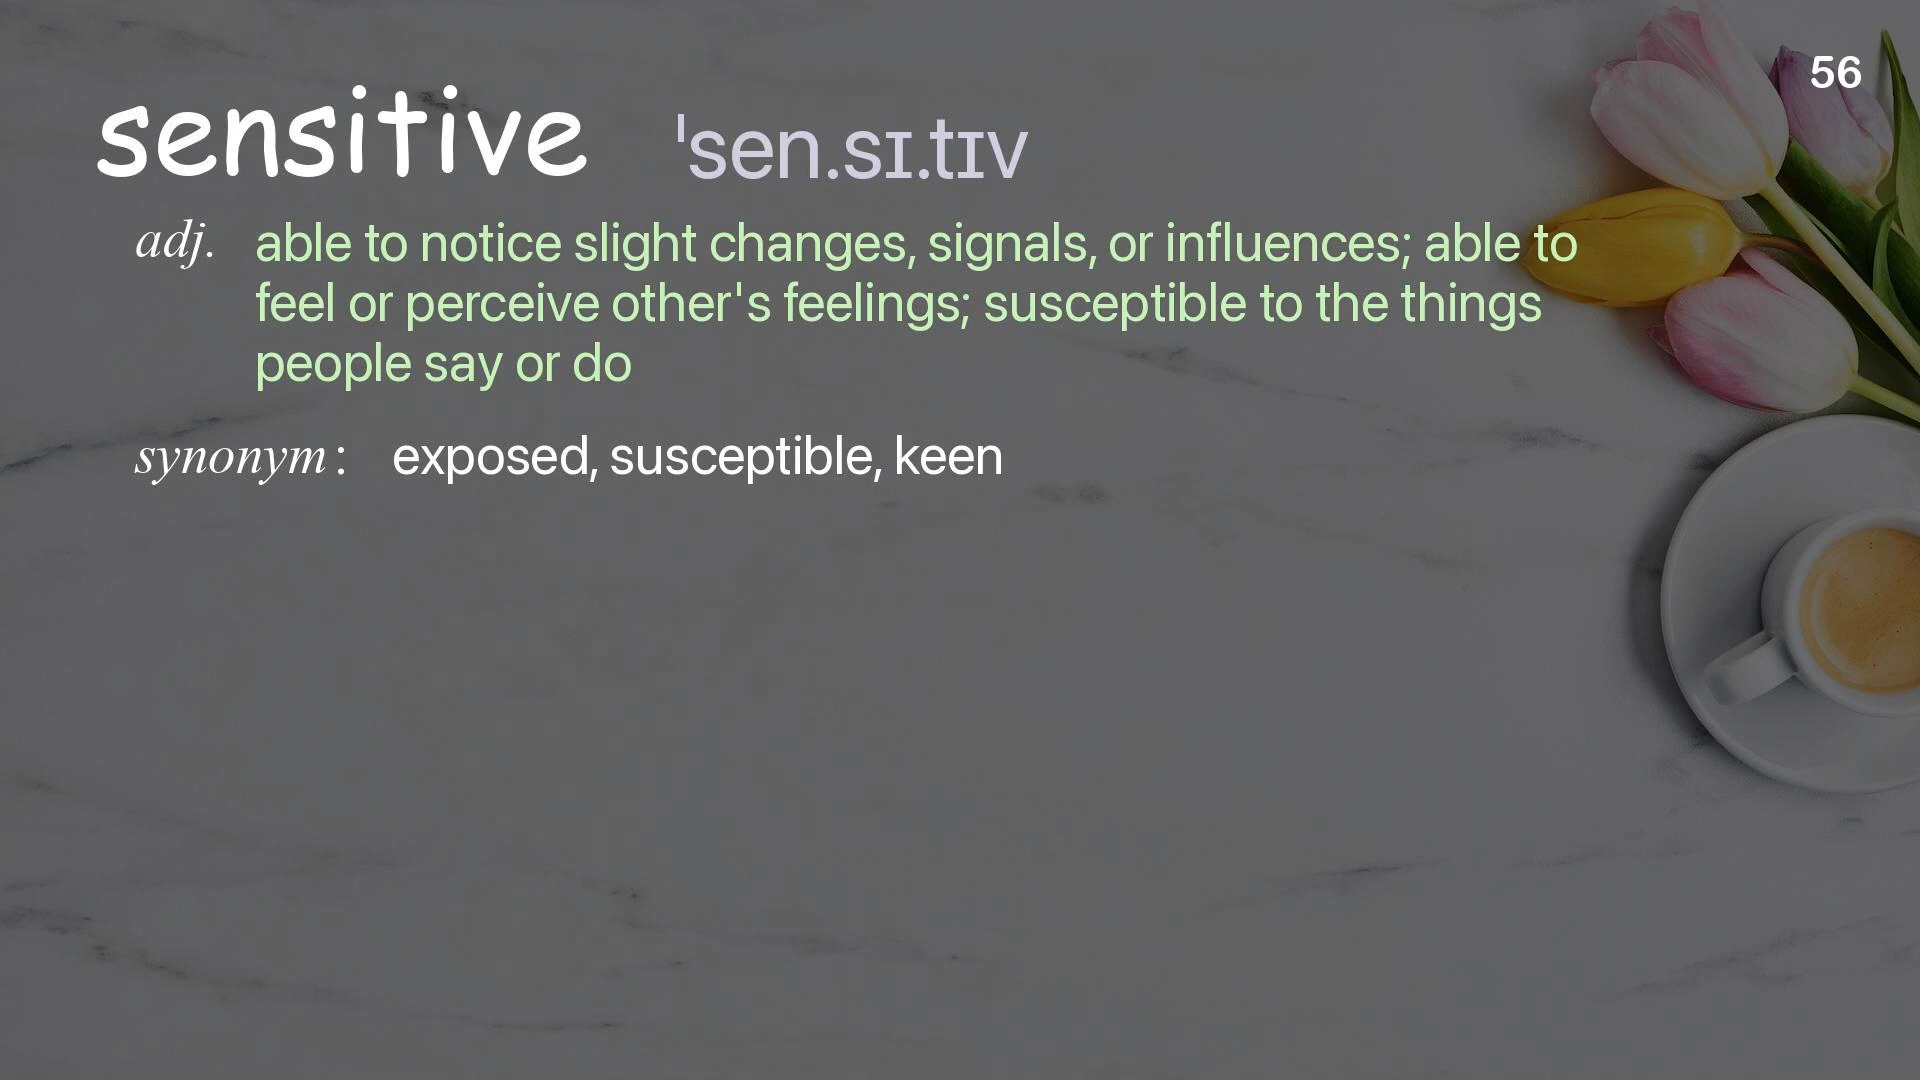 56
sensitive ˈsen.sɪ.tɪv
adj. able to notice slight changes, signals, or influences; able to
feel or perceive other's feelings; susceptible to the things
people say or do
synonym : exposed, susceptible, keen